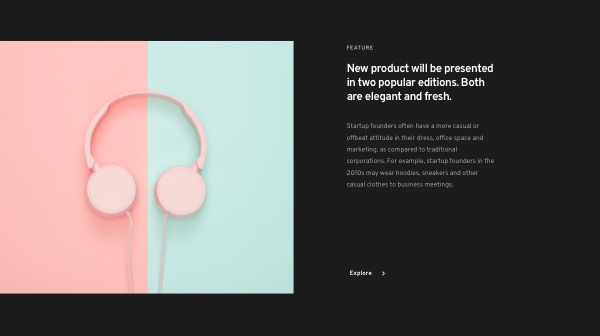 FEATURE
New product will be presented
in two popular editions. Both
are elegant and fresh.
Startup founders often have a more casual or
offbeat attitude in their dress, office space and
marketing, as compared to traditional
corporations. For example, startup founders in the
2010s may wear hoodies, sneakers and other
casual clothes to business meetings.
Explore